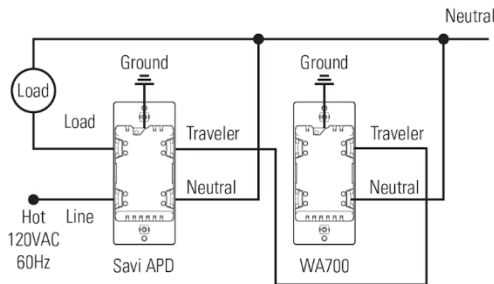 Neutral
Ground
Ground
Load
Load
Traveler
Traveler
Neutral
Neutral
Hot
Line
120VAC
60Hz
Savi APD
WA700